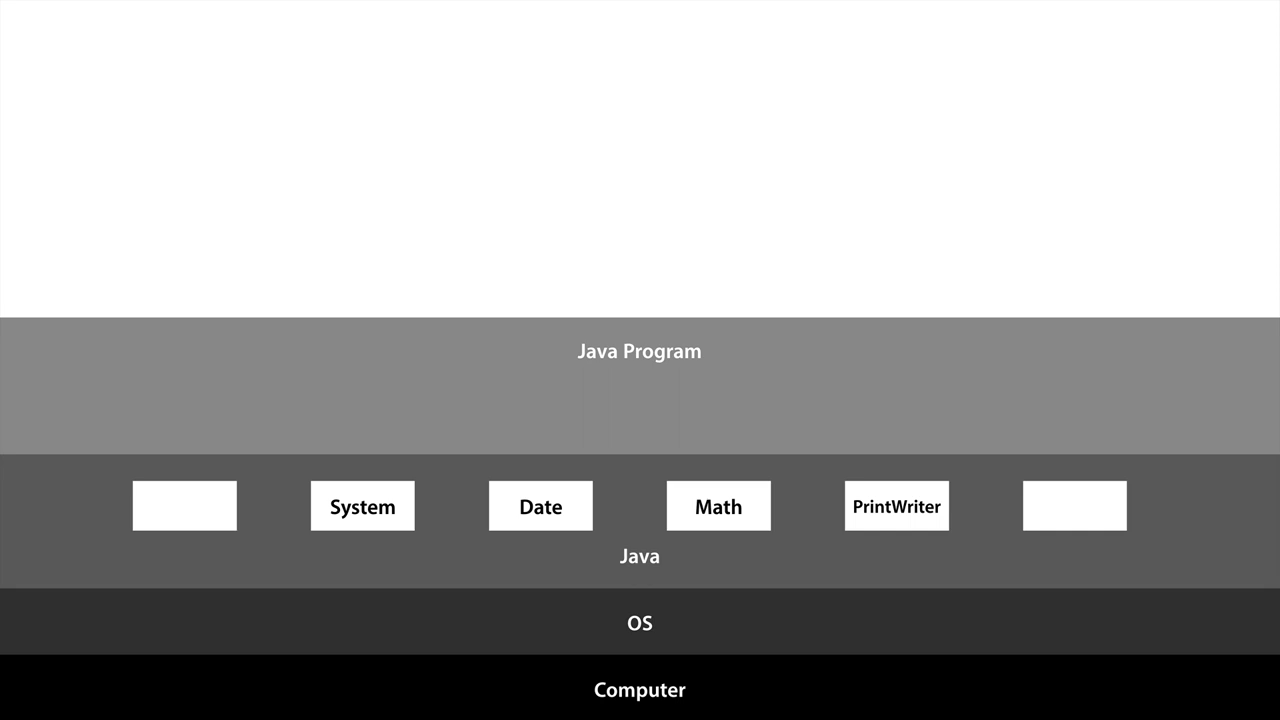 Java Program
System
Date
Math
PrintWriter
Java
OS
Computer